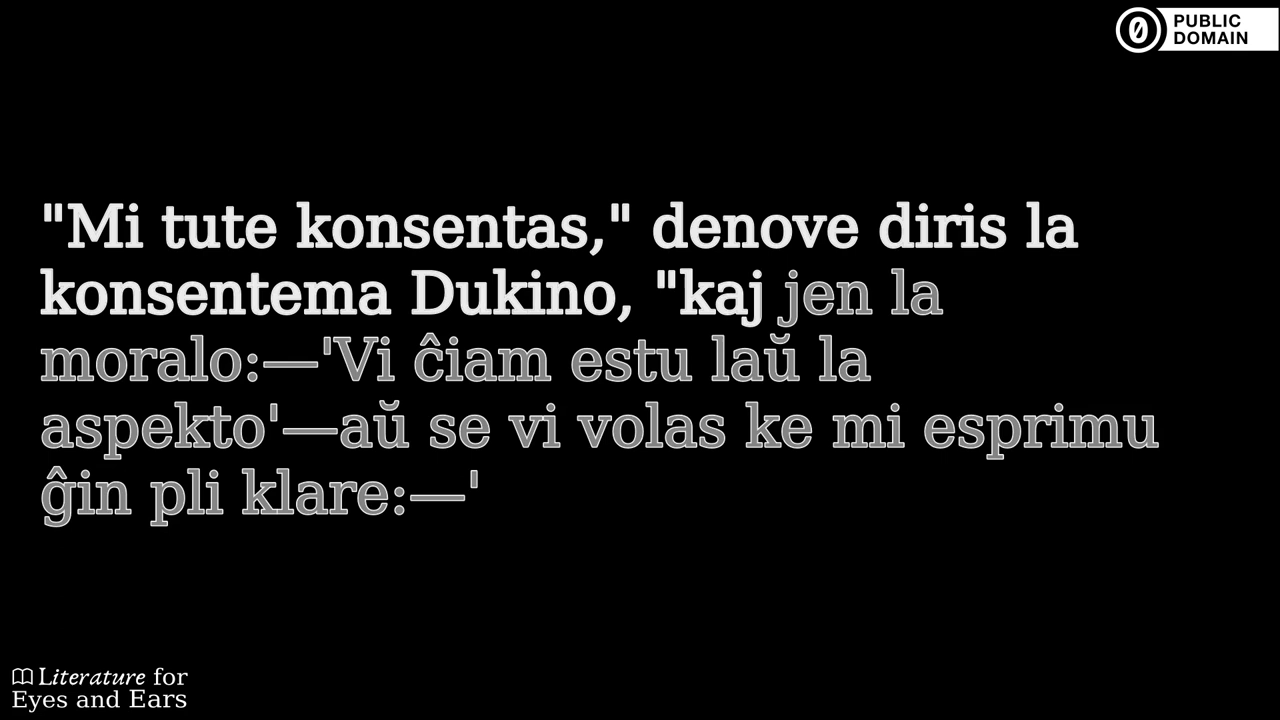 PUBLIC
DOMAIN
"Mi tute konsentas," denove diris la
konsentema Dukino, "kaj jen la
moralo:—'Vi ĉiam estu laŭ la
aspekto'—aŭ se vi volas ke mi esprimu
ĝin pli klare:—'
Literature for
Eyes and Ears